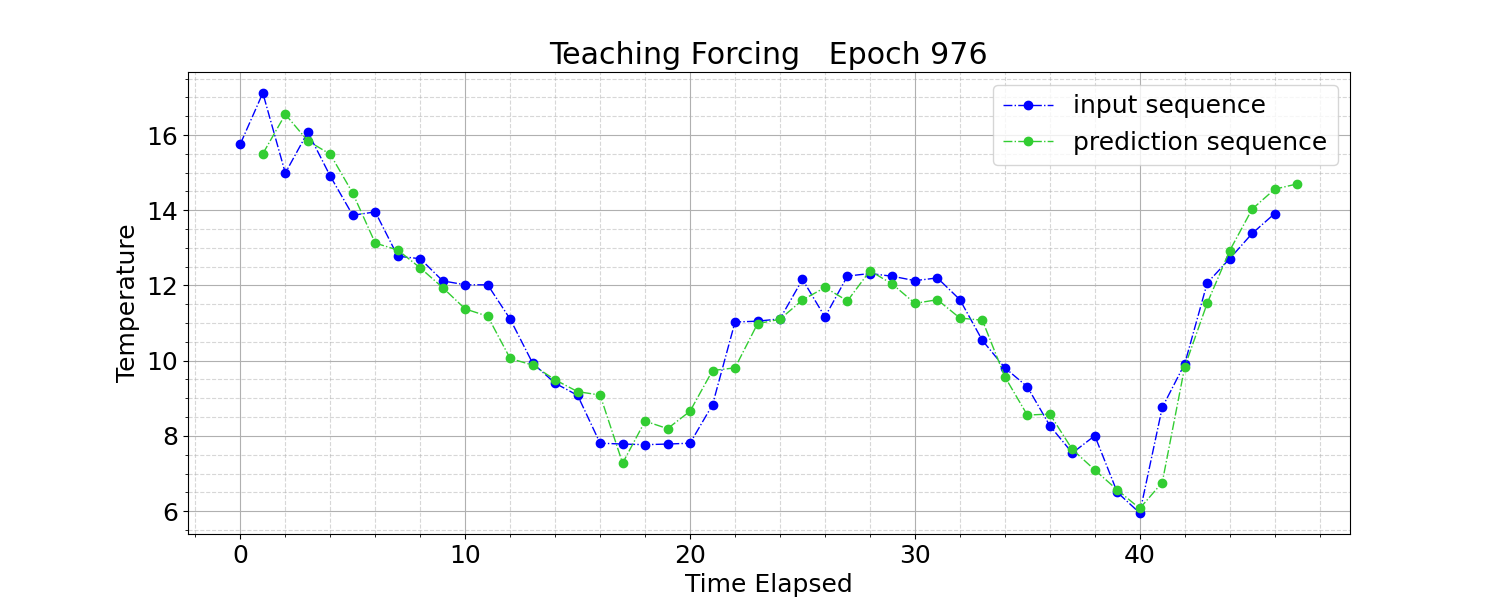 Teaching Forcing   Epoch 976
input sequence
prediction sequence
Temperature
16
14
12
10
8
6
0 10 20 30 40
Time Elapsed